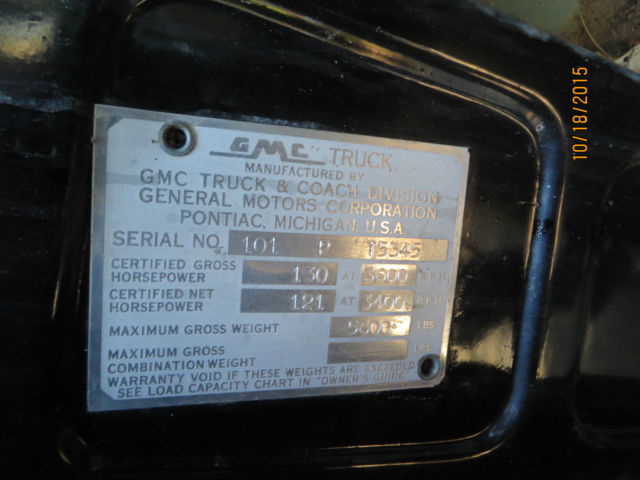 GMC TRUCK
MANUFACTURED BY
GMC TRUCK & COACH DIVISION
GENERAL MOTORS CORPORATION
PONTIAC, MICHIGAN, U.S.A.
SERIAL NO. 101 P T5345
CERTIFIED GROSS HORSEPOWER 130 AT 3600 R.P.M.
CERTIFIED NET HORSEPOWER 121 AT 3400 R.P.M.
MAXIMUM GROSS WEIGHT 5800 LBS
MAXIMUM GROSS COMBINATION WEIGHT LBS.
WARRANTY VOID IF THESE WEIGHTS ARE EXCEEDED
SEE LOAD CAPACITY CHART IN "OWNER'S GUIDE"
10/18/2015